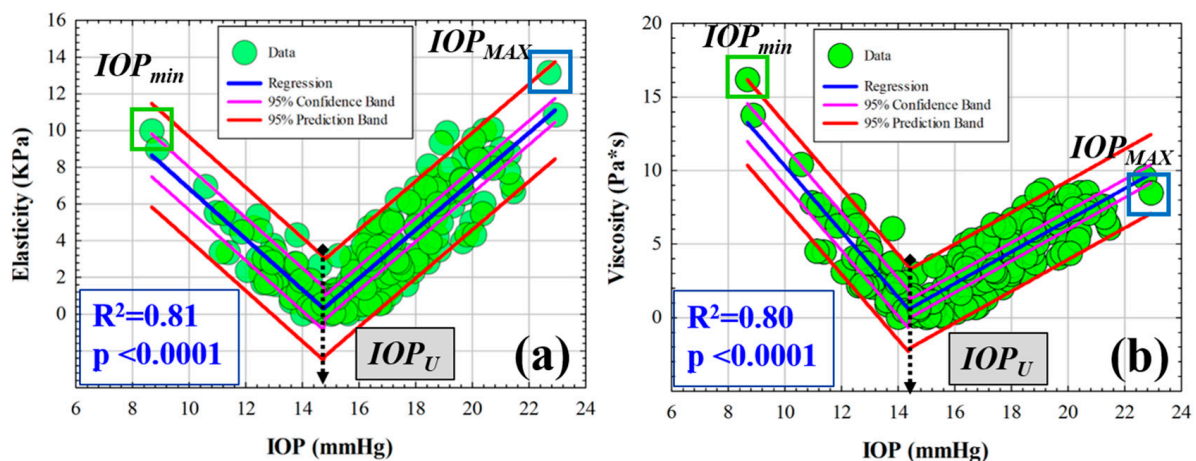 16
14
12
10
8
6
4
2
0
Elasticity (KPa)
IOPmin
IOPMAX
Data
Regression
95% Confidence Band
95% Prediction Band
R²=0.81
p <0.0001
IOPU
(a)
6 8 10 12 14 16 18 20 22 24
IOP (mmHg)
20
15
10
5
0
Viscosity (Pa*s)
IOPmin
IOPMAX
Data
Regression
95% Confidence Band
95% Prediction Band
R²=0.80
p <0.0001
IOPU
(b)
6 8 10 12 14 16 18 20 22 24
IOP (mmHg)